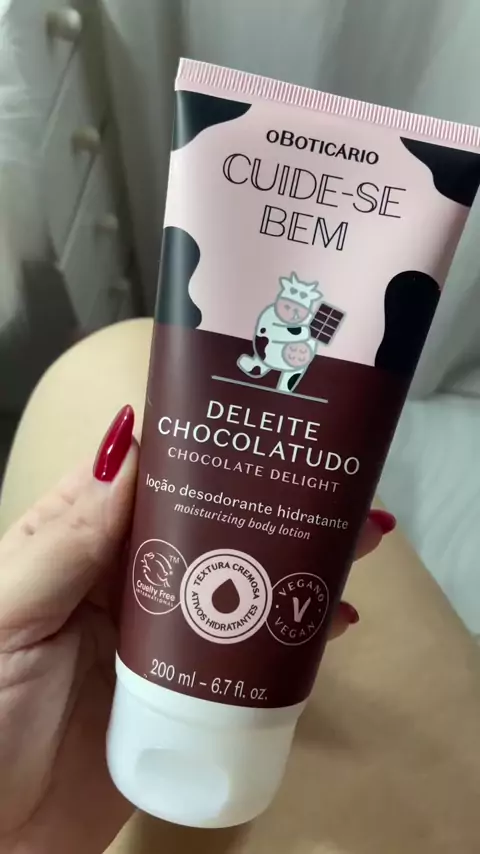 oBOTICÁRIO
CUIDE-SE
BEM
DELEITE
CHOCOLATUDO
CHOCOLATE DELIGHT
loção desodorante hidratante
moisturizing body lotion
TM
Cruelty Free
INTERNATIONAL
TEXTURA CREMOSA
ATIVOS HIDRATANTES
VEGANO
V
VEGAN
200 ml - 6.7 fl. oz.